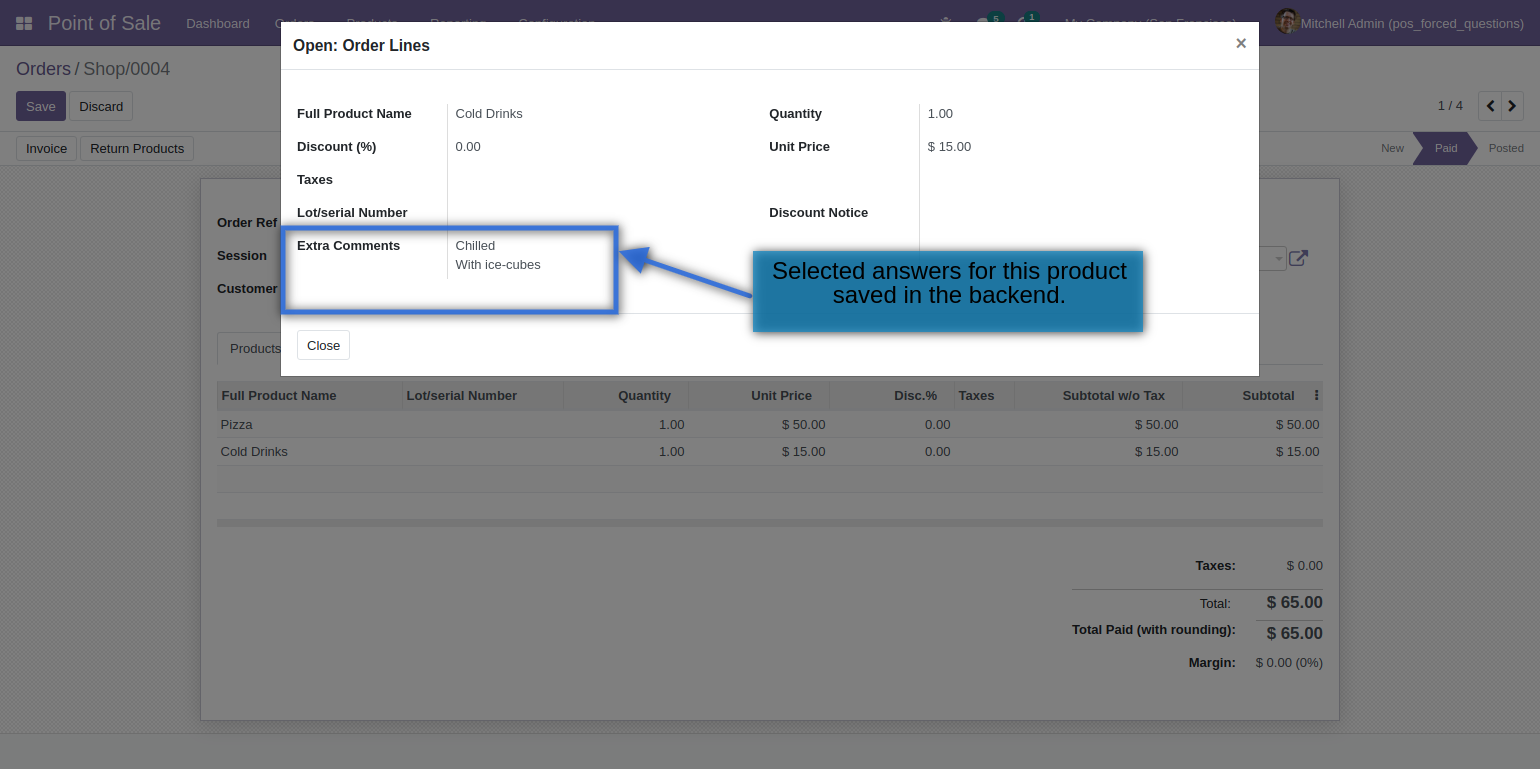 Point of Sale Dashboard Orders Products Reporting Configuration 5 1 My Company (San Francisco) Mitchell Admin (pos_forced_questions)
Open: Order Lines ×
Orders / Shop/0004
Save Discard 1 / 4
Invoice Return Products New Paid Posted
Full Product Name Cold Drinks Quantity 1.00
Discount (%) 0.00 Unit Price $ 15.00
Taxes
Lot/serial Number Discount Notice
Extra Comments Chilled
With ice-cubes
Selected answers for this product
saved in the backend.
Close
Order Ref
Session
Customer
Products
Full Product Name Lot/serial Number Quantity Unit Price Disc.% Taxes Subtotal w/o Tax Subtotal
Pizza 1.00 $ 50.00 0.00 $ 50.00 $ 50.00
Cold Drinks 1.00 $ 15.00 0.00 $ 15.00 $ 15.00
Taxes: $ 0.00
Total: $ 65.00
Total Paid (with rounding): $ 65.00
Margin: $ 0.00 (0%)